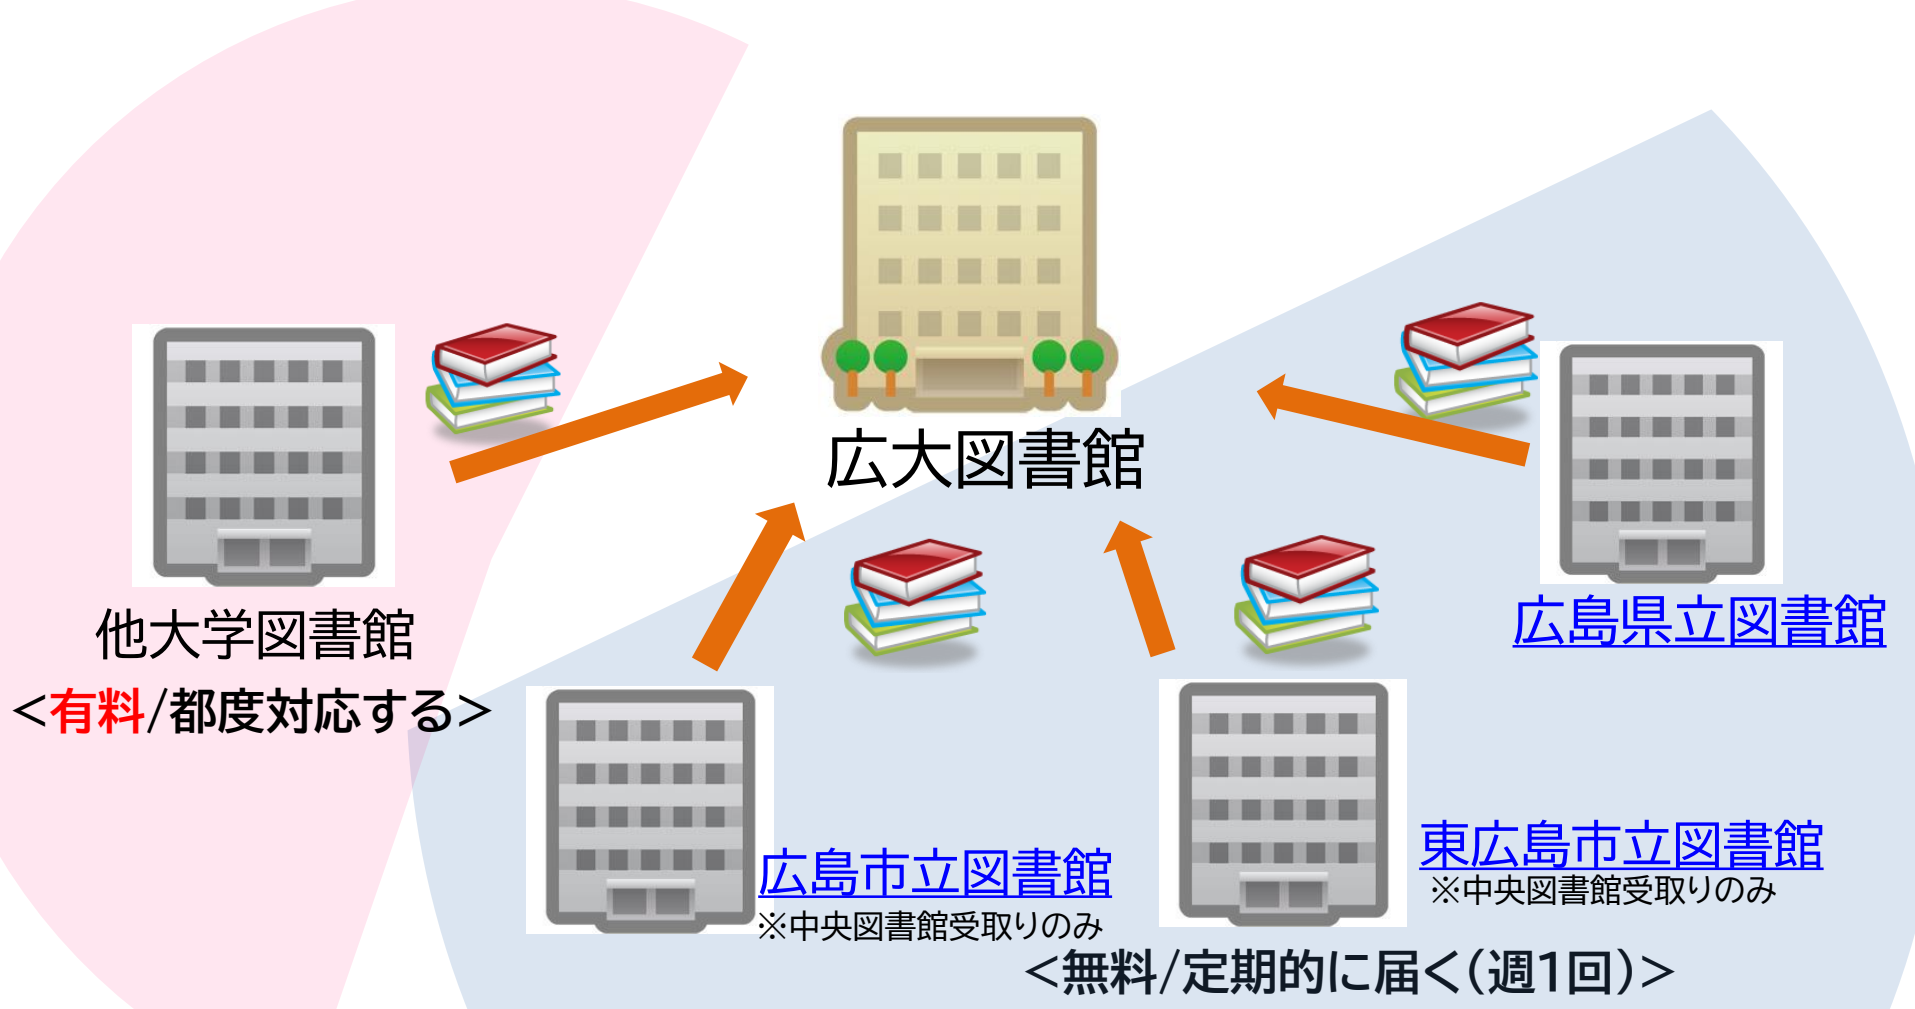 広大図書館
他大学図書館
<有料/都度対応する>
広島県立図書館
広島市立図書館
※中央図書館受取りのみ
東広島市立図書館
※中央図書館受取りのみ
<無料/定期的に届く(週1回)>